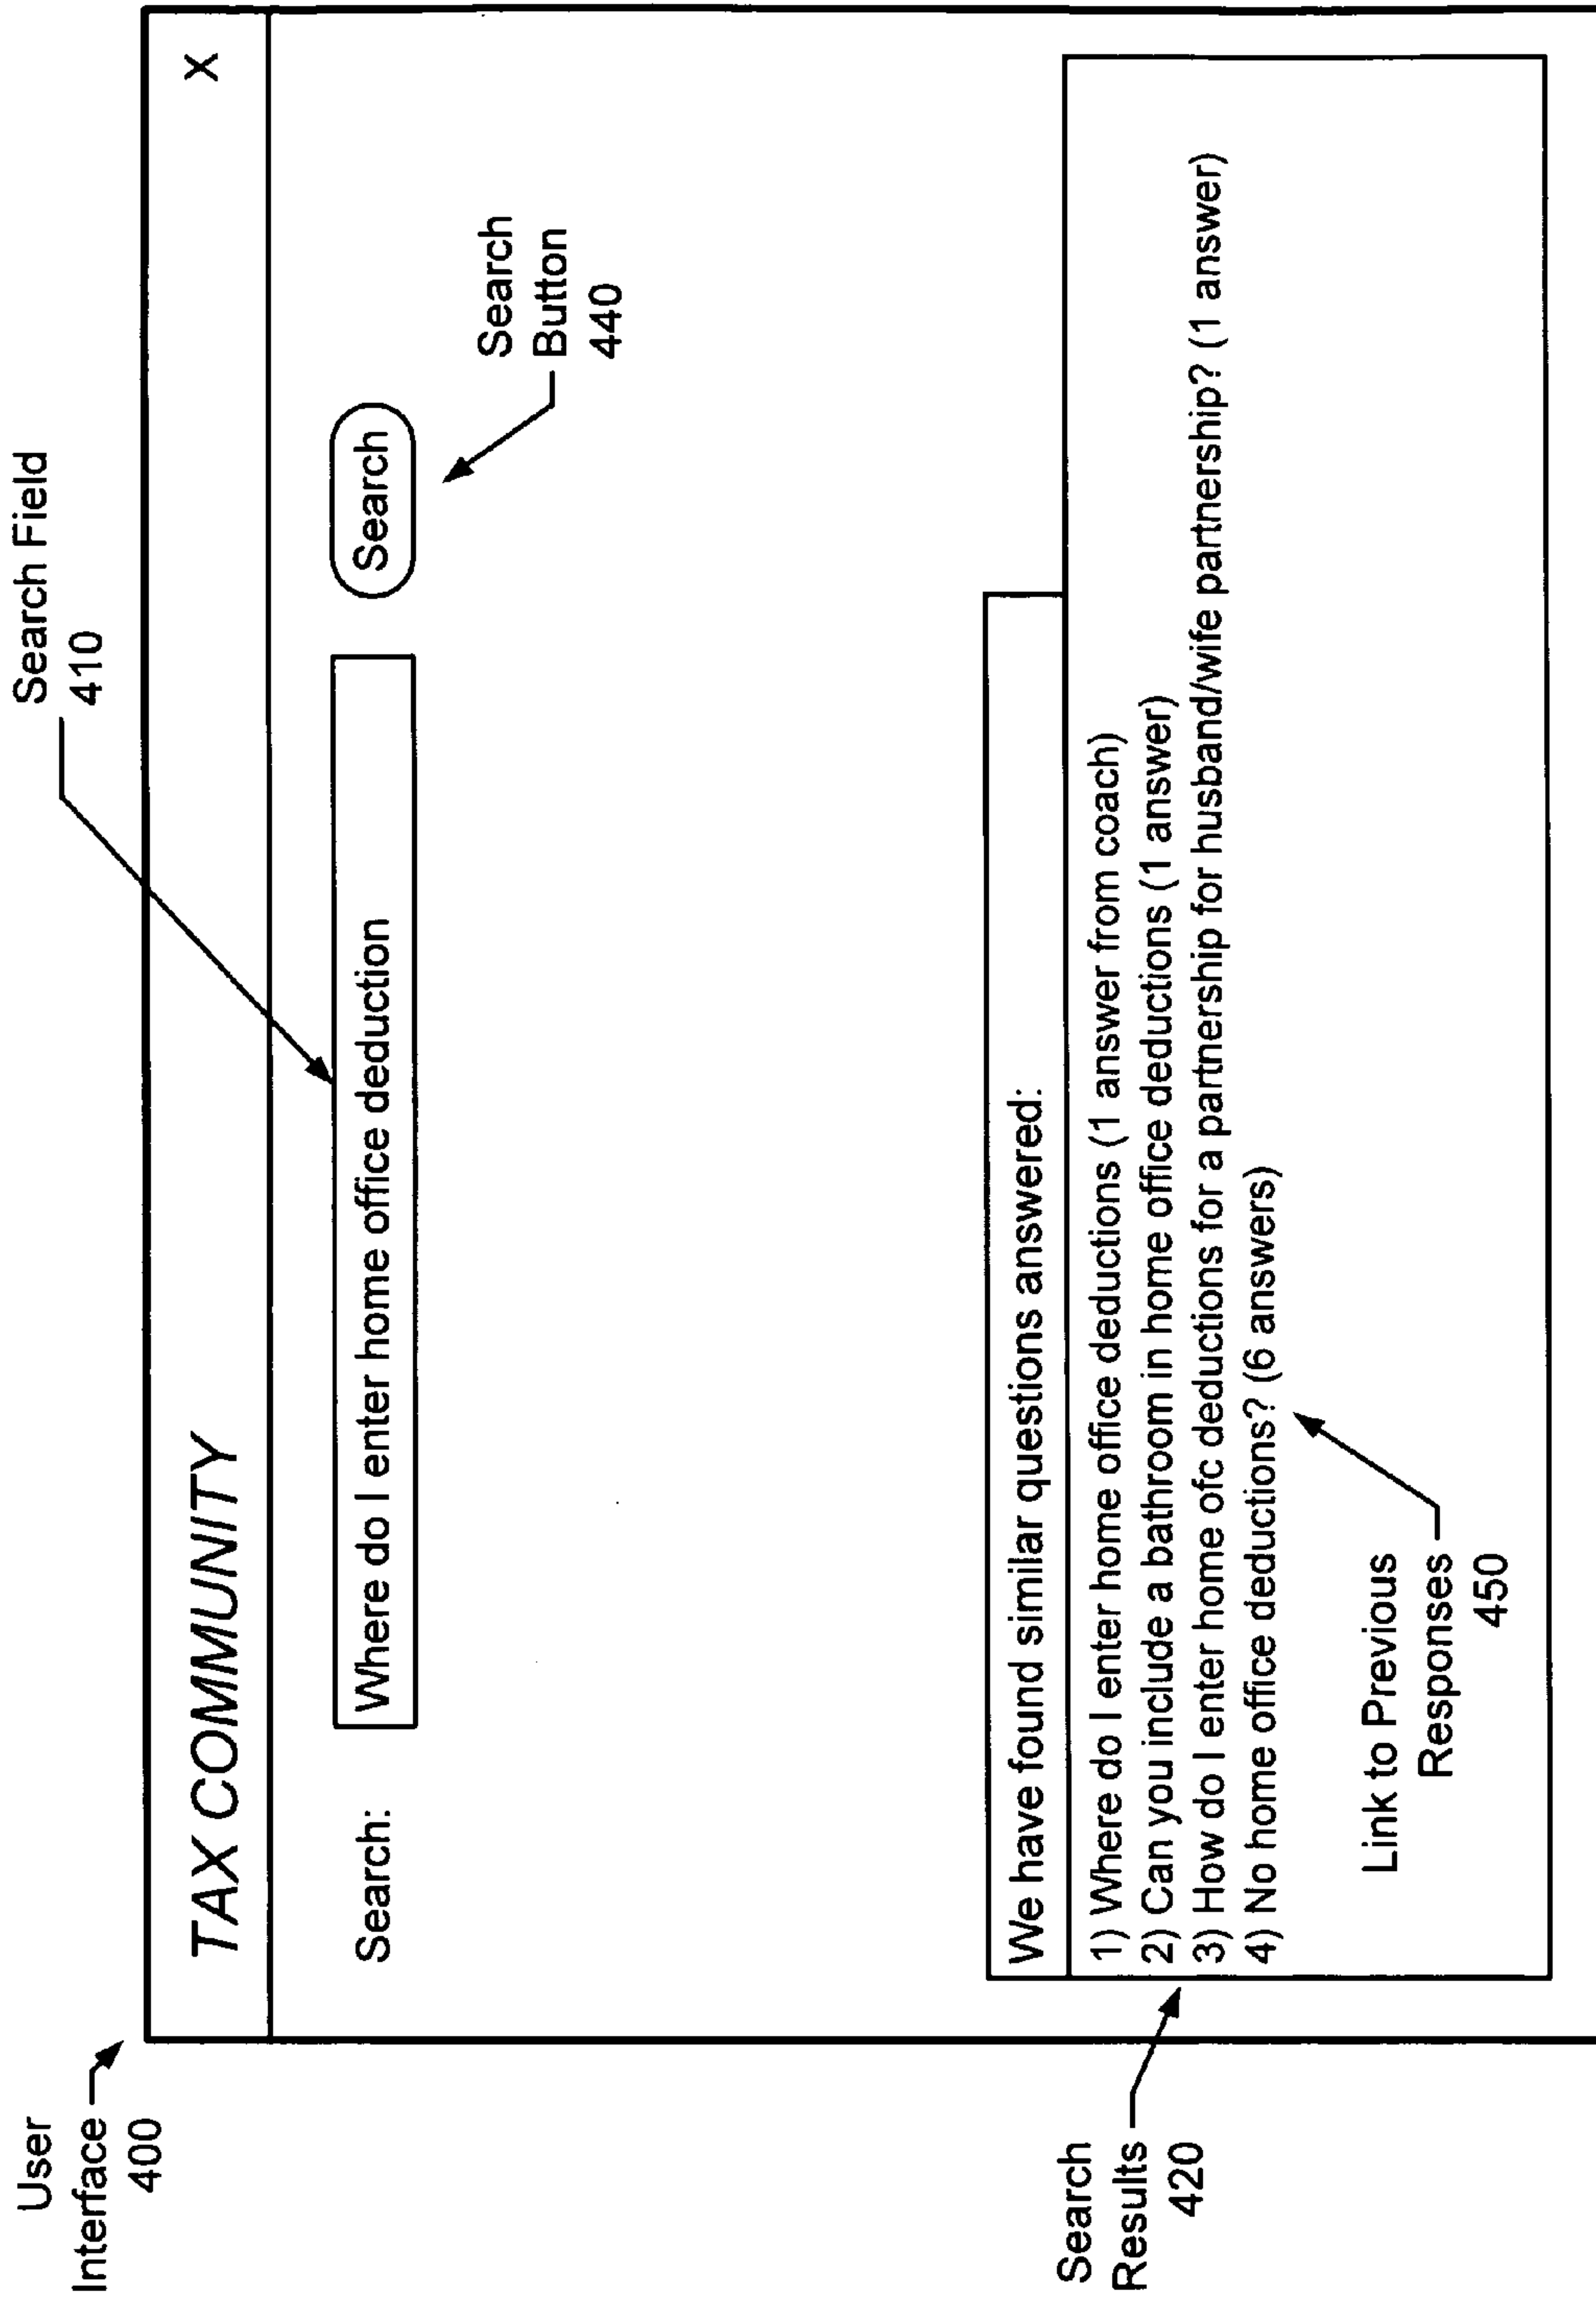 User
Interface
400
Search Field
410
TAX COMMUNITY
X
Search:
Where do I enter home office deduction
Search
Search
Button
440
We have found similar questions answered:
Search
Results
420
1) Where do I enter home office deductions (1 answer from coach)
2) Can you include a bathroom in home office deductions (1 answer)
3) How do I enter home ofc deductions for a partnership for husband/wife partnership? (1 answer)
4) No home office deductions? (6 answers)
Link to Previous
Responses
450